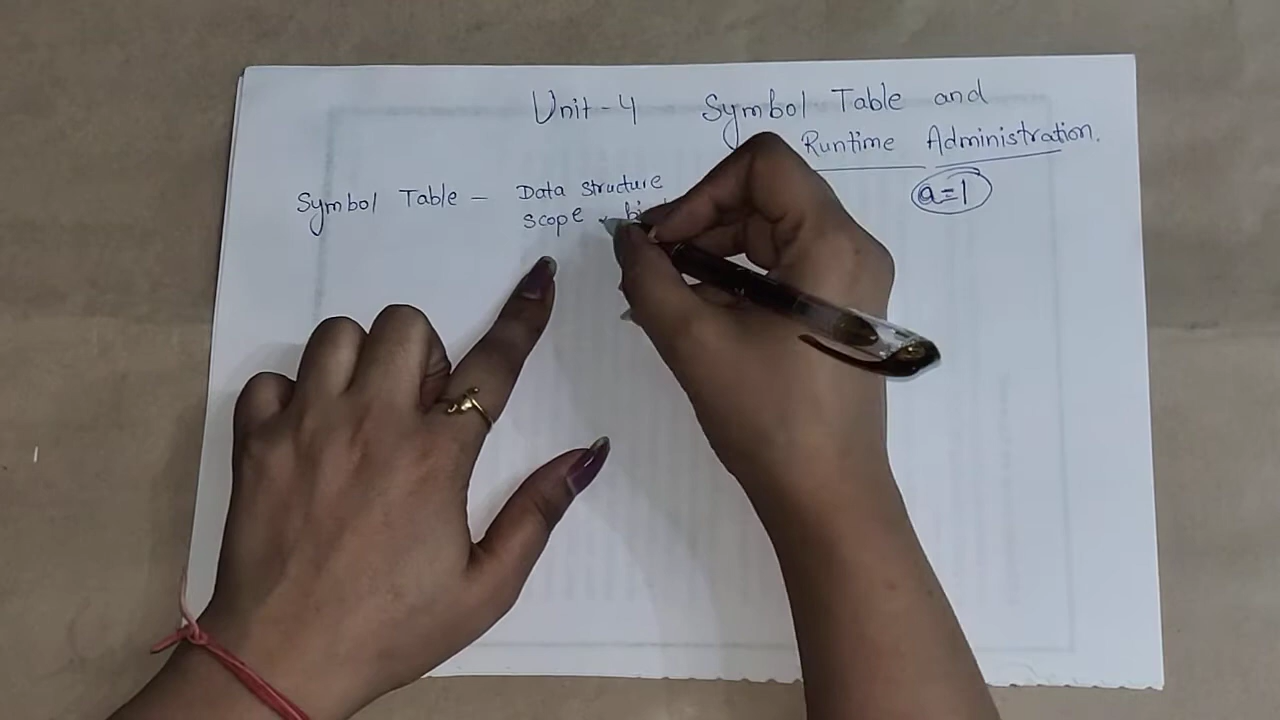 Unit-4 Symbol Table and
Runtime Administration.
Symbol Table - Data structure
scope
a=1